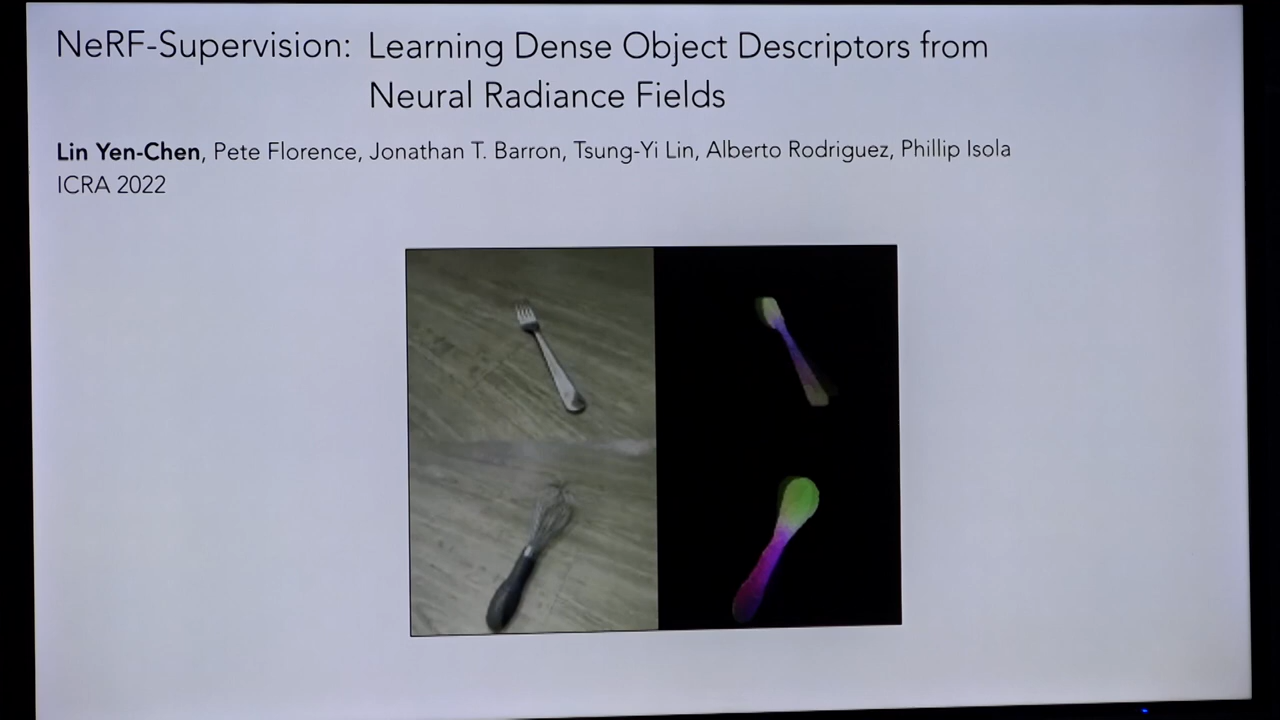 NeRF-Supervision: Learning Dense Object Descriptors from
Neural Radiance Fields
Lin Yen-Chen, Pete Florence, Jonathan T. Barron, Tsung-Yi Lin, Alberto Rodriguez, Phillip Isola
ICRA 2022